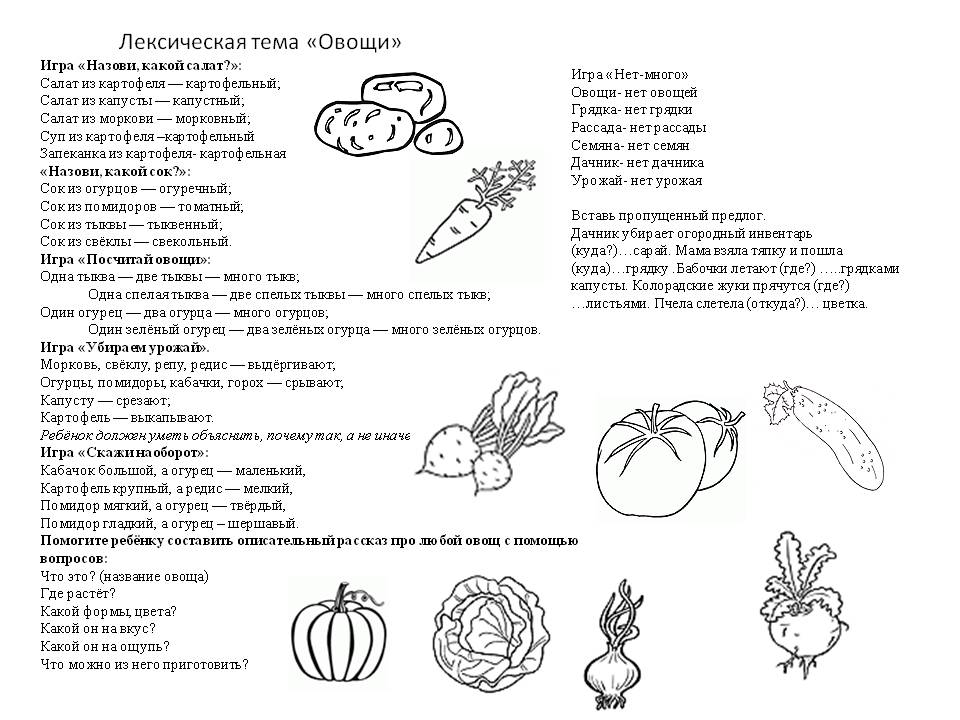 Лексическая тема «Овощи»
Игра «Назови, какой салат?»:
Салат из картофеля — картофельный;
Салат из капусты — капустный;
Салат из моркови — морковный;
Суп из картофеля –картофельный
Запеканка из картофеля- картофельная
«Назови, какой сок?»:
Сок из огурцов — огуречный;
Сок из помидоров — томатный;
Сок из тыквы — тыквенный;
Сок из свёклы — свекольный.
Игра «Посчитай овощи»:
Одна тыква — две тыквы — много тыкв;
Одна спелая тыква — две спелых тыквы — много спелых тыкв;
Один огурец — два огурца — много огурцов;
Один зелёный огурец — два зелёных огурца — много зелёных огурцов.
Игра «Убираем урожай».
Морковь, свёклу, репу, редис — выдёргивают;
Огурцы, помидоры, кабачки, горох — срывают;
Капусту — срезают;
Картофель — выкапывают.
Ребёнок должен уметь объяснить, почему так, а не иначе
Игра «Скажи наоборот»:
Кабачок большой, а огурец — маленький,
Картофель крупный, а редис — мелкий,
Помидор мягкий, а огурец — твёрдый,
Помидор гладкий, а огурец – шершавый.
Помогите ребёнку составить описательный рассказ про любой овощ с помощью
вопросов:
Что это? (название овоща)
Где растёт?
Какой формы, цвета?
Какой он на вкус?
Какой он на ощупь?
Что можно из него приготовить?
Игра «Нет-много»
Овощи- нет овощей
Грядка- нет грядки
Рассада- нет рассады
Семяна- нет семян
Дачник- нет дачника
Урожай- нет урожая
Вставь пропущенный предлог.
Дачник убирает огородный инвентарь
(куда?)…сарай. Мама взяла тяпку и пошла
(куда)…грядку .Бабочки летают (где?) …..грядками
капусты. Колорадские жуки прячутся (где?)
…листьями. Пчела слетела (откуда?)… цветка.